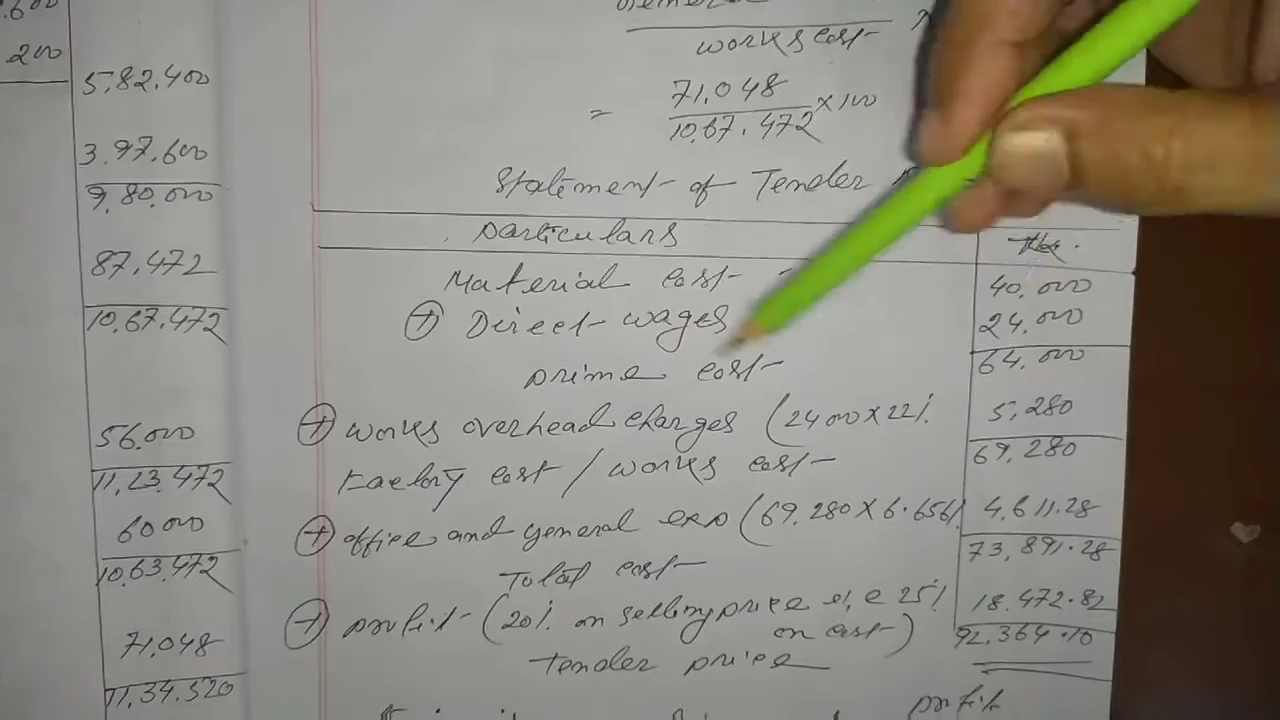 200
5,82,400
3,97,600
9,80,000
87,472
10,67,472
56,000
11,23,472
6000
10,63,472
71,048
11,34,520
works cost
= 71,048 / 10,67,472 × 100
Statement of Tender
Particulars Tk.
Material cost - 40,000
+ Direct wages 24,000
prime cost 64,000
+ works overhead charges (24000 × 22% 5,280
Factory cost / works cost 69,280
+ office and general exp (69,280 × 6.656% 4,611.28
Total cost 73,891.28
+ profit (20% on selling price i,e 25% 18,472.82
on cost)
92,364.10
Tender price
profit